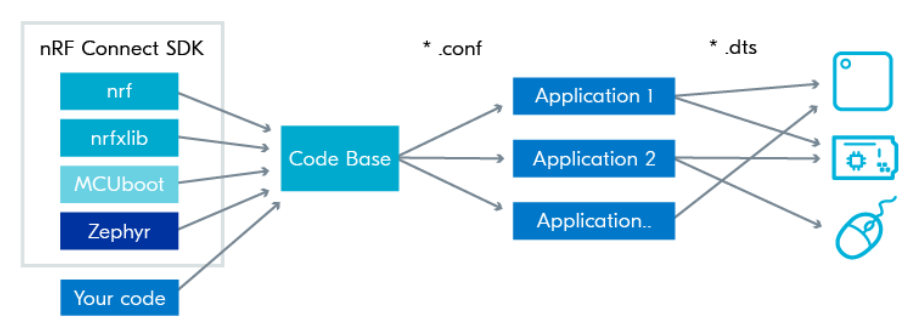 nRF Connect SDK
* .conf
* .dts
nrf
nrfxlib
MCUboot
Zephyr
Your code
Code Base
Application 1
Application 2
Application..